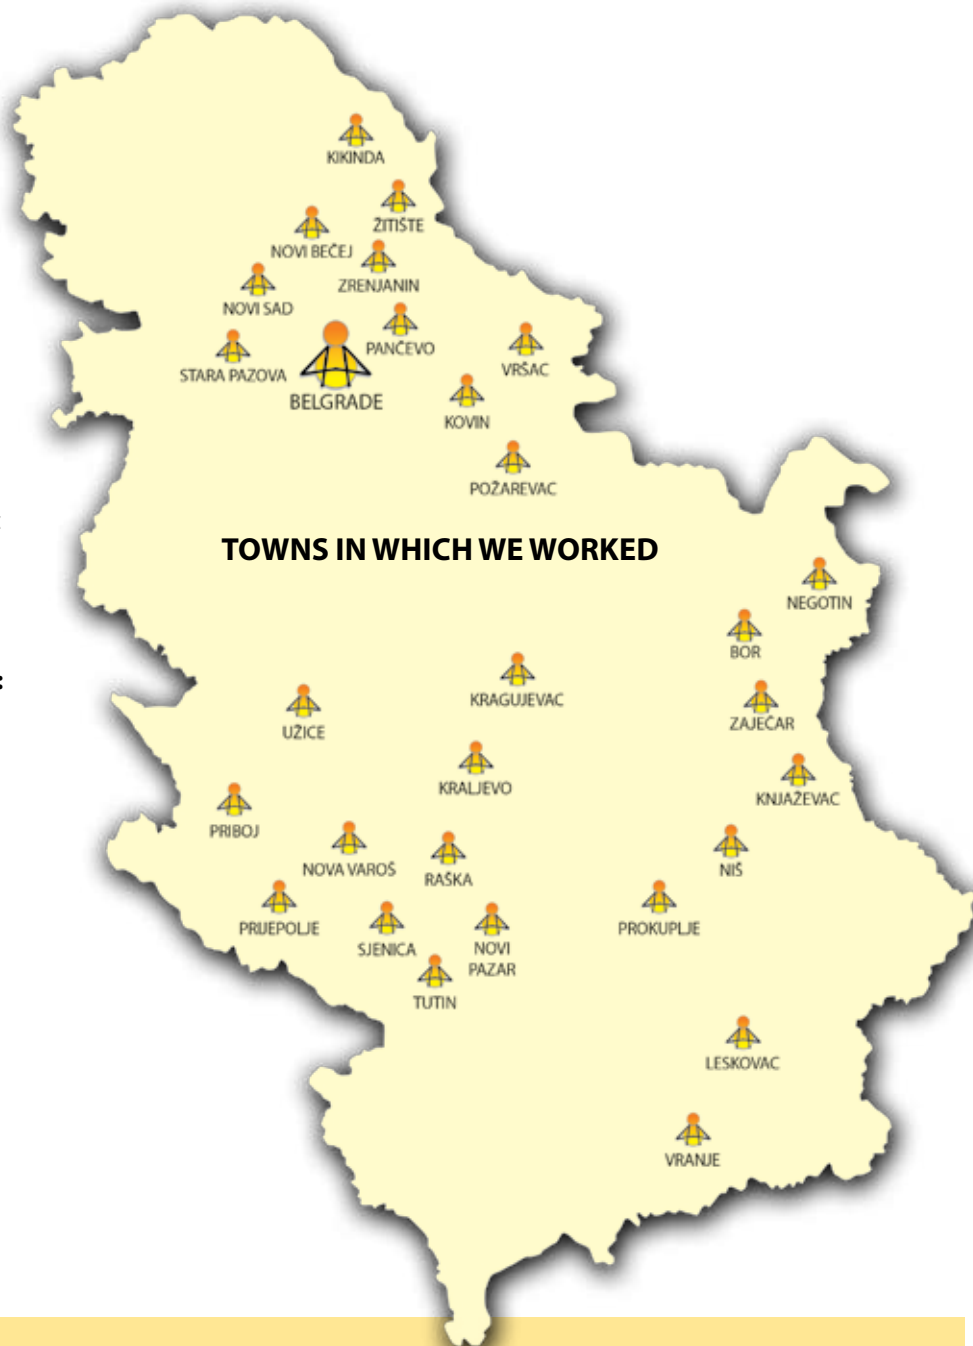 KIKINDA
ŽITIŠTE
NOVI BEČEJ
ZRENJANIN
NOVI SAD
PANČEVO
STARA PAZOVA
VRŠAC
BELGRADE
KOVIN
POŽAREVAC
TOWNS IN WHICH WE WORKED
NEGOTIN
BOR
:
KRAGUJEVAC
ZAJEČAR
UŽICE
KRALJEVO
KNJAŽEVAC
PRIBOJ
NOVA VAROŠ
RAŠKA
NIŠ
PRIJEPOLJE
SJENICA
NOVI
PAZAR
PROKUPLJE
TUTIN
LESKOVAC
VRANJE